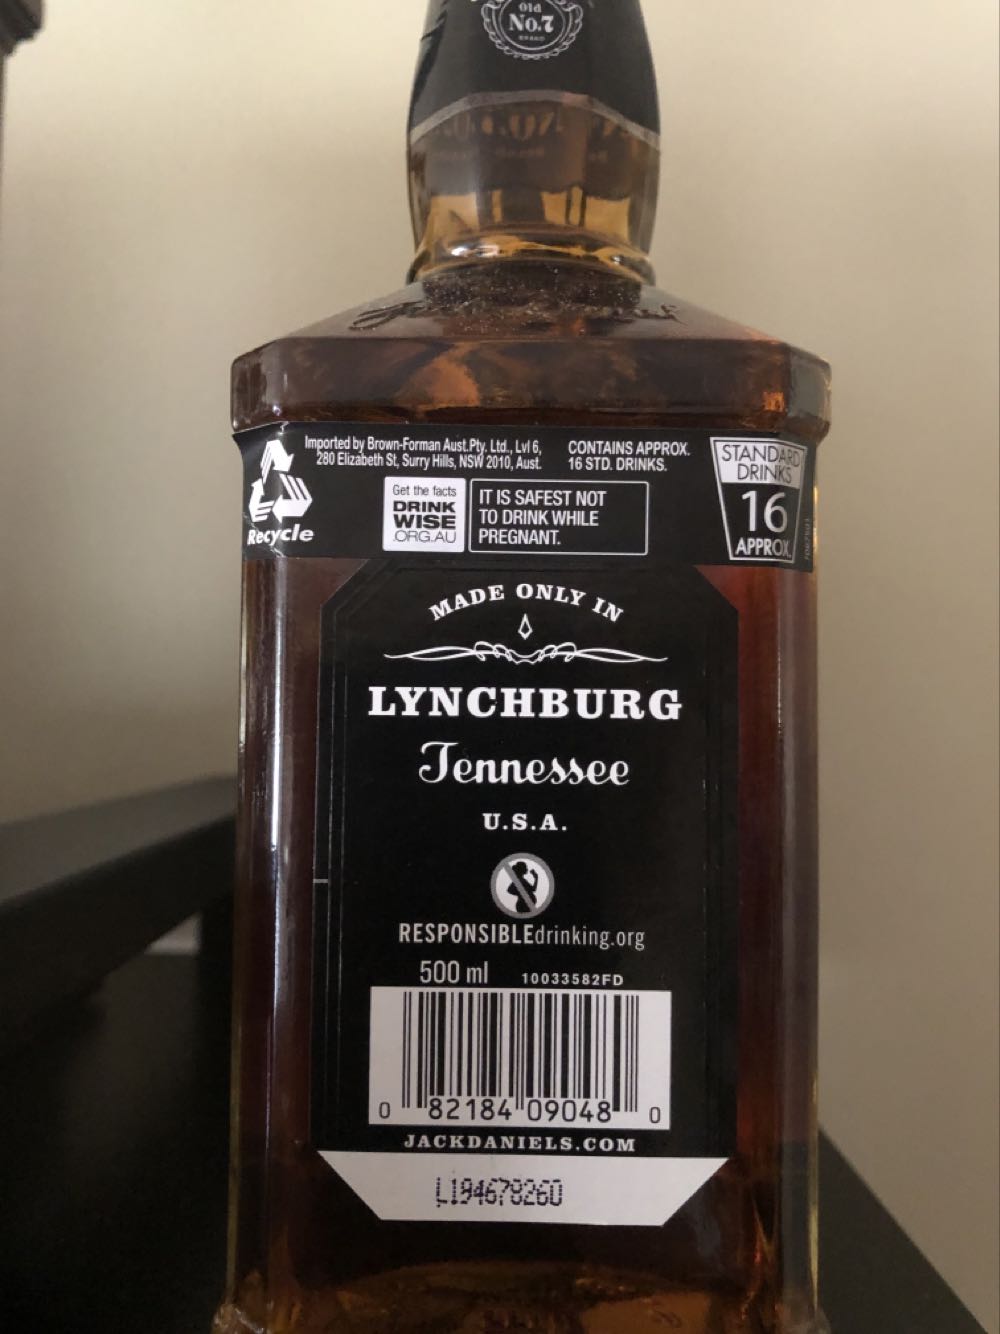 Old
No.7
BRAND
Imported by Brown-Forman Aust.Pty. Ltd., Lvl 6,
280 Elizabeth St, Surry Hills, NSW 2010, Aust.
CONTAINS APPROX.
16 STD. DRINKS.
STANDARD
DRINKS
16
APPROX.
Recycle
Get the facts
DRINK
WISE
.ORG.AU
IT IS SAFEST NOT
TO DRINK WHILE
PREGNANT.
MADE ONLY IN
LYNCHBURG
Tennessee
U.S.A.
RESPONSIBLEdrinking.org
500 ml 10033582FD
0 82184 09048 0
JACKDANIELS.COM
L194678260